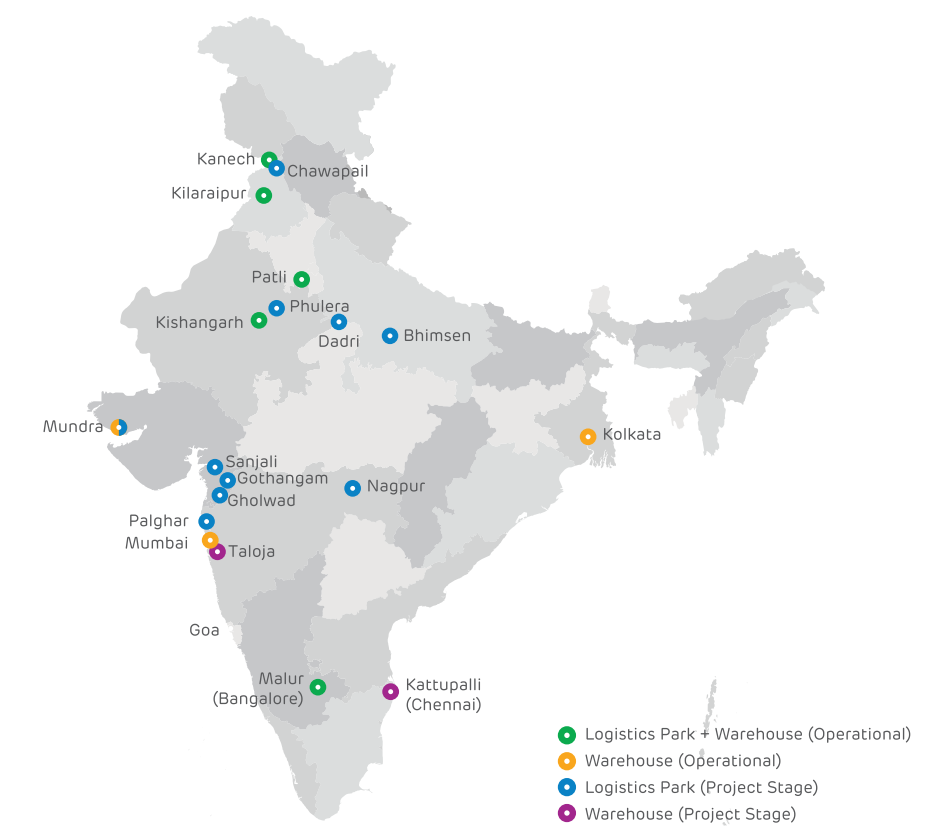 Kanech
Chawapail
Kilaraipur
Patli
Phulera
Kishangarh
Dadri
Bhimsen
Mundra
Kolkata
Sanjali
Gothangam
Nagpur
Gholwad
Palghar
Mumbai
Taloja
Goa
Malur
(Bangalore)
Kattupalli
(Chennai)
Logistics Park + Warehouse (Operational)
Warehouse (Operational)
Logistics Park (Project Stage)
Warehouse (Project Stage)